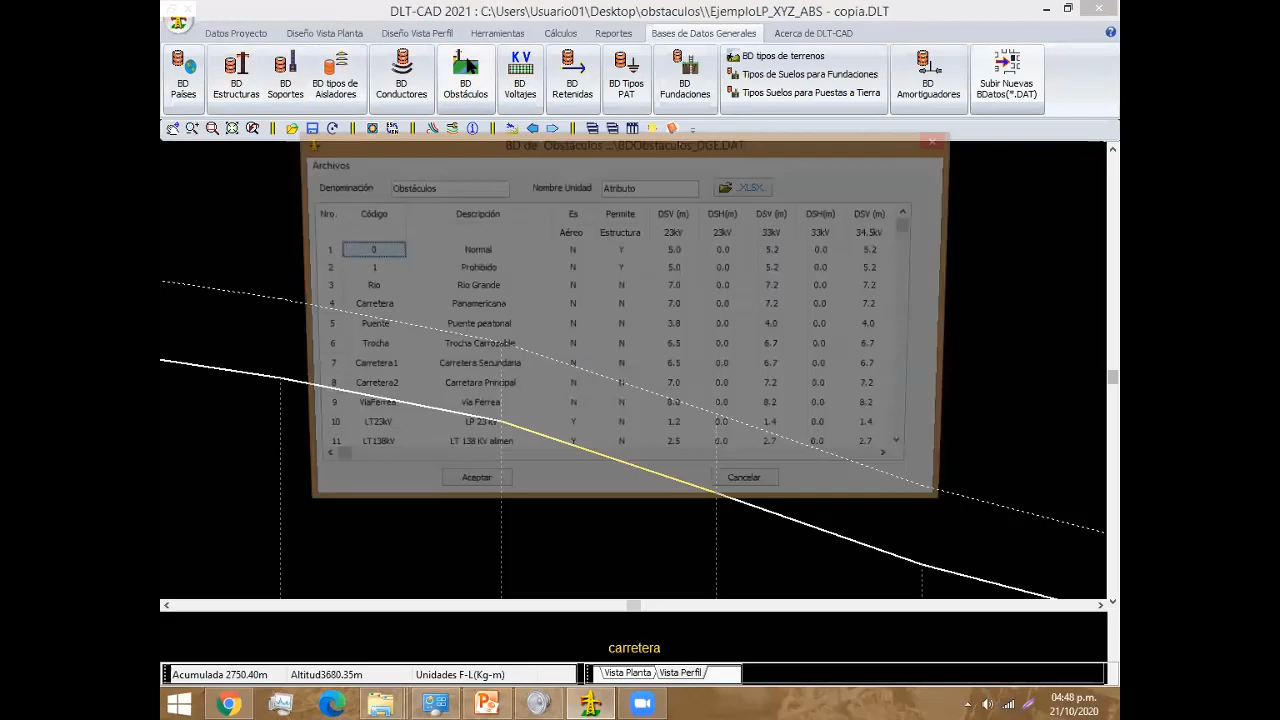 DLT-CAD 2021 : C:\Users\Usuario01\Desktop\obstaculos\\EjemploLP_XYZ_ABS - copia.DLT
Datos Proyecto Diseño Vista Planta Diseño Vista Perfil Herramientas Cálculos Reportes Bases de Datos Generales Acerca de DLT-CAD
BD Países
BD Estructuras
BD Soportes
BD tipos de Aisladores
BD Conductores
BD Obstáculos
KV
BD Voltajes
BD Retenidas
BD Tipos PAT
BD Fundaciones
BD tipos de terrenos
Tipos de Suelos para Fundaciones
Tipos Suelos para Puestas a Tierra
BD Amortiguadores
Subir Nuevas BDatos(*.DAT)
BD de Obstáculos ...\BDObstaculos_DGE.DAT
Archivos
Denominación Obstáculos Nombre Unidad Atributo ...XLSX...
Nro. Código Descripción Es Permite DSV (m) DSH(m) DSV (m) DSH(m) DSV (m)
Aéreo Estructura 23kV 23kV 33kV 33kV 34.5kV
1 0 Normal N Y 5.0 0.0 5.2 0.0 5.2
2 1 Prohibido N Y 5.0 0.0 5.2 0.0 5.2
3 Rio Rio Grande N N 7.0 0.0 7.2 0.0 7.2
4 Carretera Panamericana N N 7.0 0.0 7.2 0.0 7.2
5 Puente Puente peatonal N N 3.8 0.0 4.0 0.0 4.0
6 Trocha Trocha Carrozable N N 6.5 0.0 6.7 0.0 6.7
7 Carretera1 Carretera Secundaria N N 6.5 0.0 6.7 0.0 6.7
8 Carretera2 Carretara Principal N N 7.0 0.0 7.2 0.0 7.2
9 ViaFerrea Via Ferrea N N 8.0 0.0 8.2 0.0 8.2
10 LT23kV LP 23 KV Y N 1.2 0.0 1.4 0.0 1.4
11 LT138kV LT 138 KV almen Y N 2.5 0.0 2.7 0.0 2.7
Aceptar Cancelar
carretera
Acumulada 2750.40m Altitud3680.35m Unidades F-L(Kg-m) Vista Planta Vista Perfil
04:48 p.m.
21/10/2020